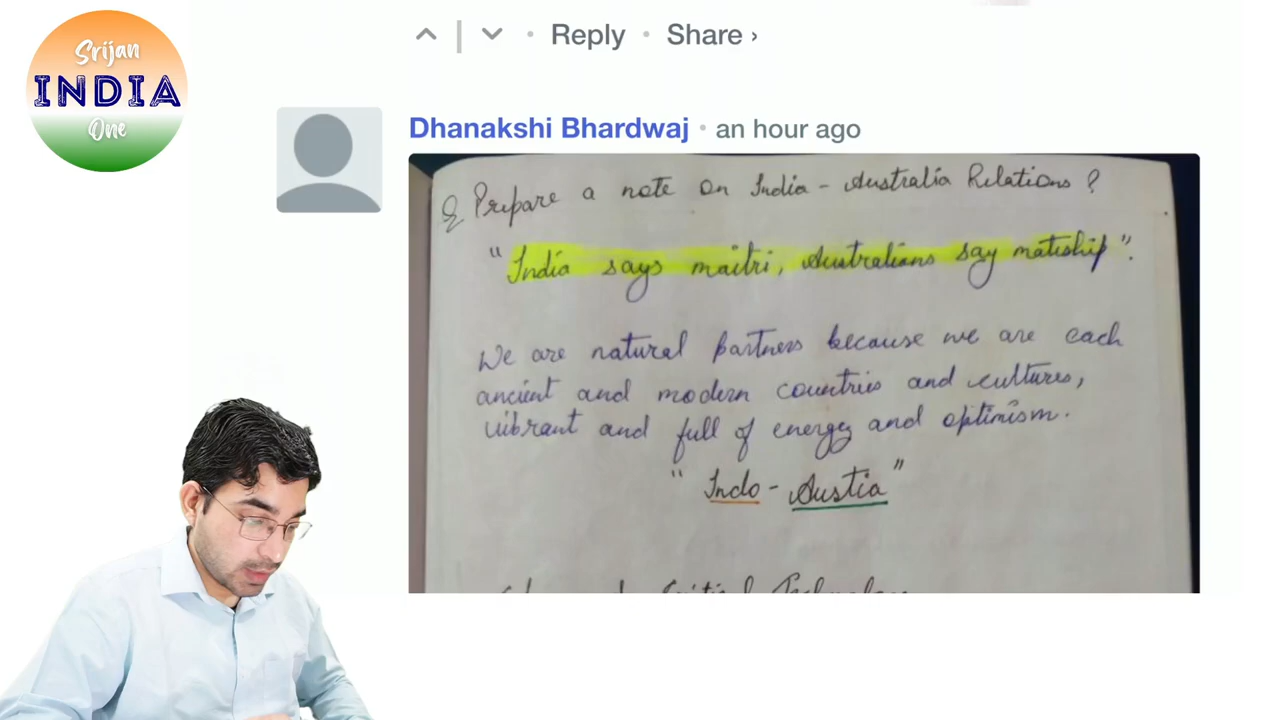 Srijan
INDIA
One
Reply • Share ›
Dhanakshi Bhardwaj • an hour ago
Q Prepare a note on India - Australia Relations ?
"India says maitri, Australians say mateship".
We are natural partners because we are each
ancient and modern countries and cultures,
vibrant and full of energy and optimism.
"Indo - Austia"
Critical Technology